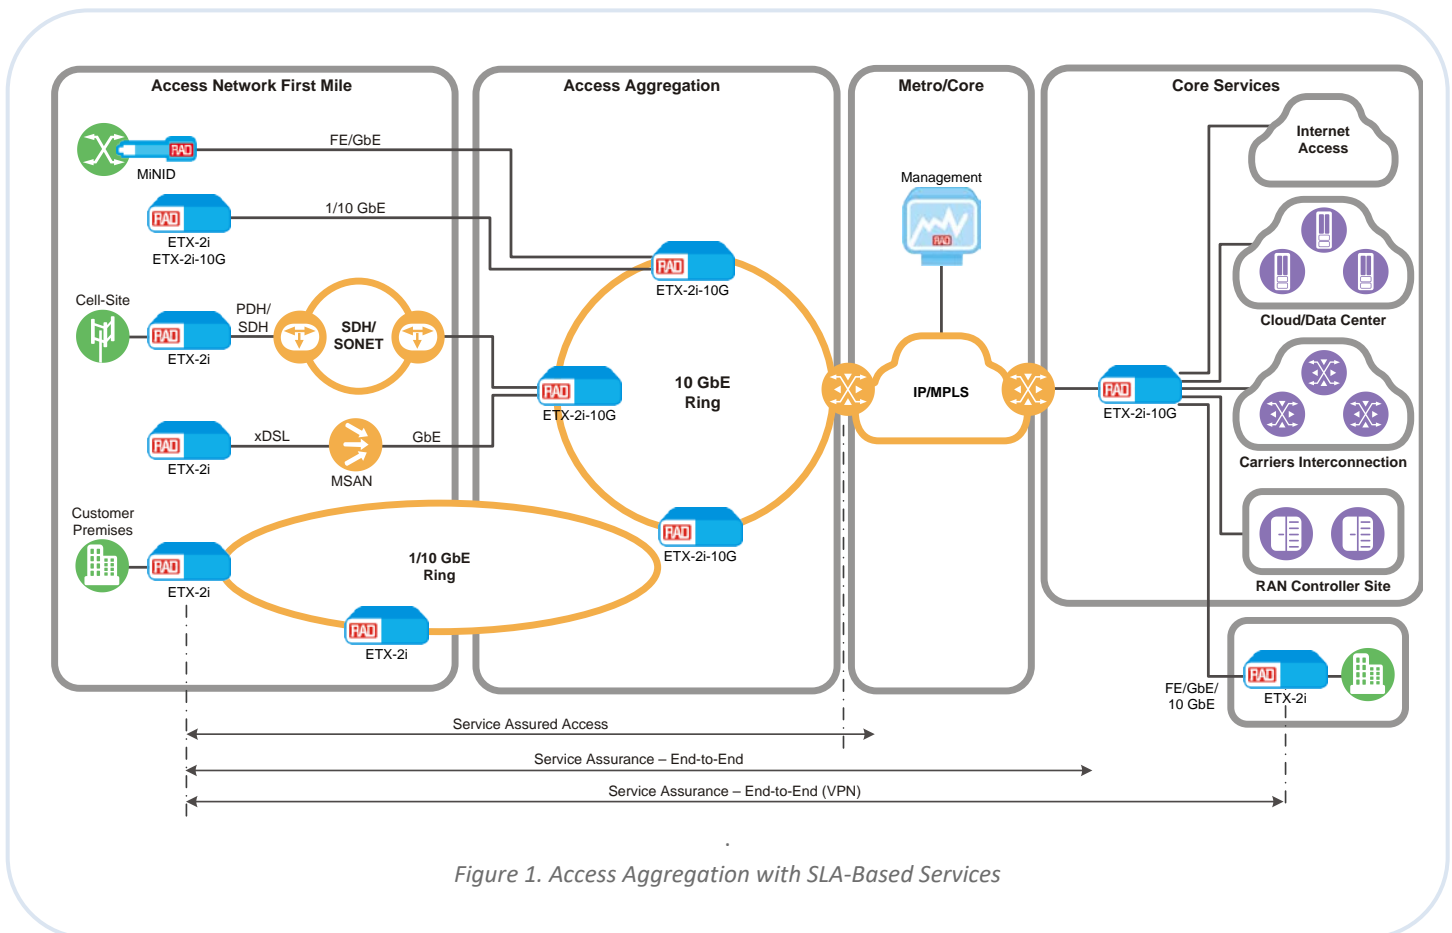 Access Network First Mile
Access Aggregation
Metro/Core
Core Services
FE/GbE
RAD
MiNID
1/10 GbE
RAD
ETX-2i
ETX-2i-10G
Cell-Site
PDH/
SDH
RAD
ETX-2i
SDH/
SONET
xDSL
GbE
RAD
ETX-2i
MSAN
Customer
Premises
RAD
ETX-2i
1/10 GbE
Ring
RAD
ETX-2i
RAD
ETX-2i-10G
RAD
ETX-2i-10G
10 GbE
Ring
RAD
ETX-2i-10G
Management
RAD
IP/MPLS
RAD
ETX-2i-10G
Internet
Access
Cloud/Data Center
Carriers Interconnection
RAN Controller Site
FE/GbE/
10 GbE
RAD
ETX-2i
Service Assured Access
Service Assurance – End-to-End
Service Assurance – End-to-End (VPN)
.
Figure 1. Access Aggregation with SLA-Based Services